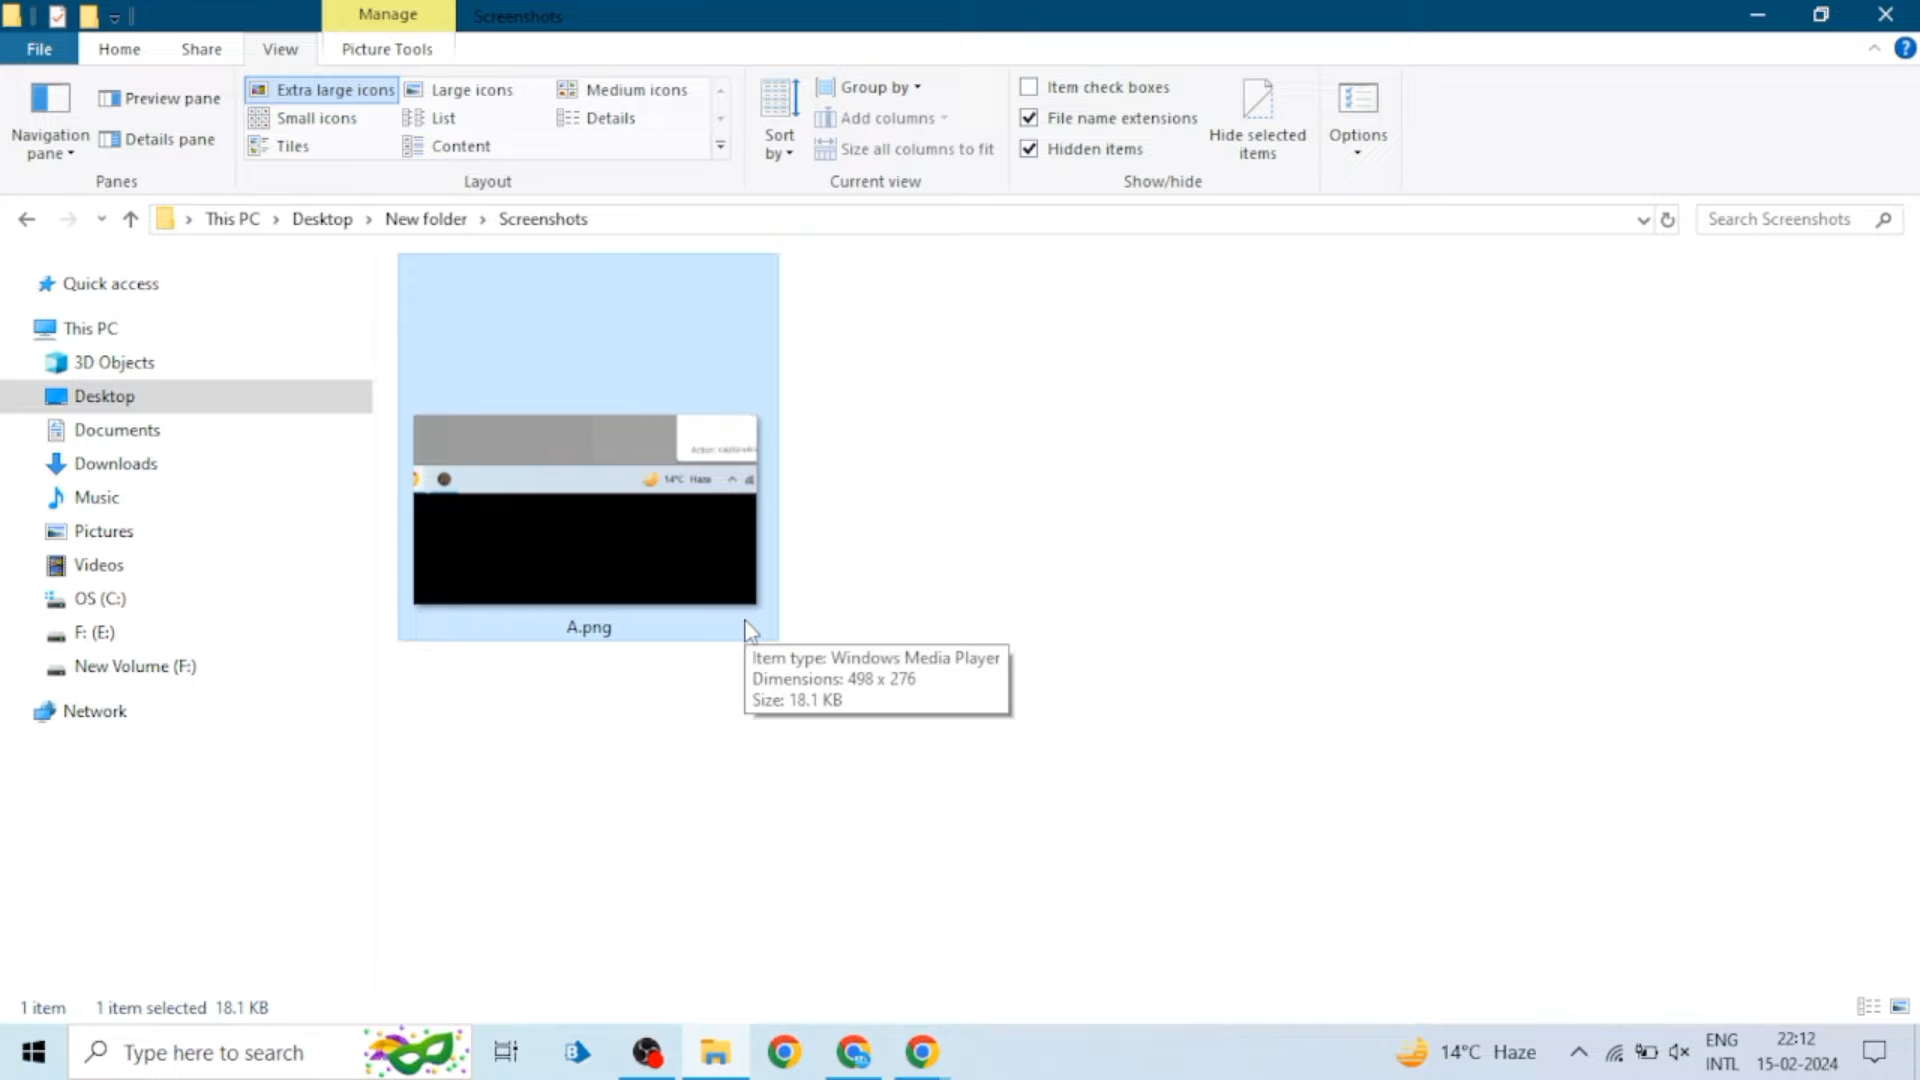 Manage
Screenshots
File
Home
Share
View
Picture Tools
Navigation pane
Preview pane
Details pane
Panes
Extra large icons
Large icons
Medium icons
Small icons
List
Details
Tiles
Content
Layout
Sort by
Group by
Add columns
Size all columns to fit
Current view
Item check boxes
File name extensions
Hidden items
Hide selected items
Show/hide
Options
This PC
Desktop
New folder
Screenshots
Search Screenshots
Quick access
This PC
3D Objects
Desktop
Documents
Downloads
Music
Pictures
Videos
OS (C:)
F: (E:)
New Volume (F:)
Network
14°C Haze
A.png
Item type: Windows Media Player
Dimensions: 498 x 276
Size: 18.1 KB
1 item
1 item selected 18.1 KB
Type here to search
14°C Haze
ENG
INTL
22:12
15-02-2024